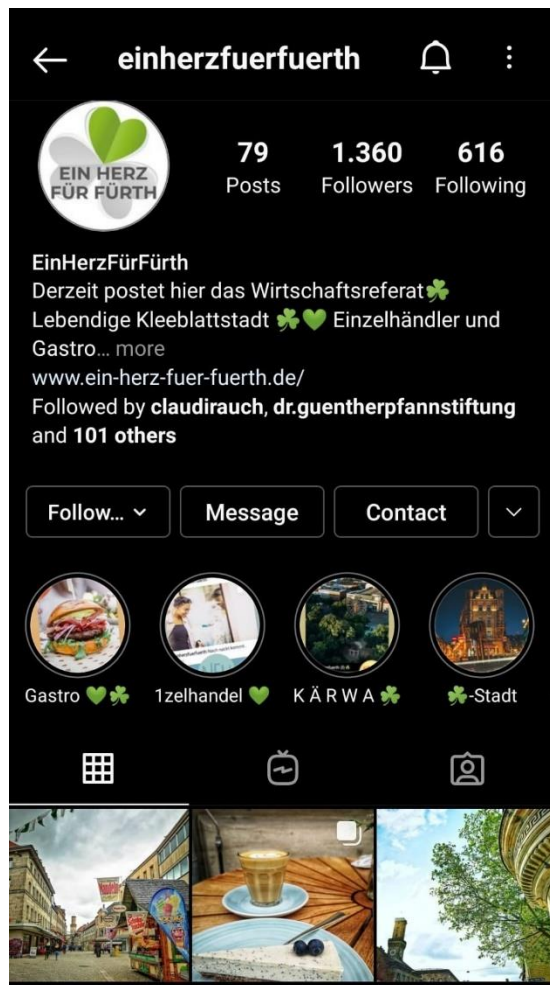 einherzfuerfuerth
EIN HERZ
FÜR FÜRTH
79
Posts
1.360
Followers
616
Following
EinHerzFürFürth
Derzeit postet hier das Wirtschaftsreferat☘️
Lebendige Kleeblattstadt ☘️💚 Einzelhändler und
Gastro… more
www.ein-herz-fuer-fuerth.de/
Followed by claudirauch, dr.guentherpfannstiftung
and 101 others
Follow...
Message
Contact
Gastro 💚☘️
1zelhandel 💚
K Ä R W A ☘️
☘️-Stadt